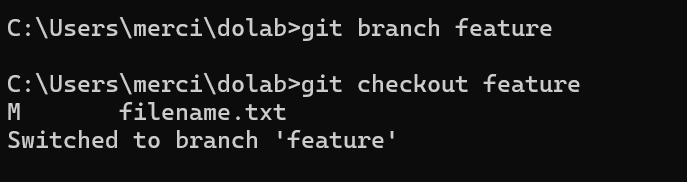 C:\Users\merci\dolab>git branch feature
C:\Users\merci\dolab>git checkout feature
M       filename.txt
Switched to branch 'feature'